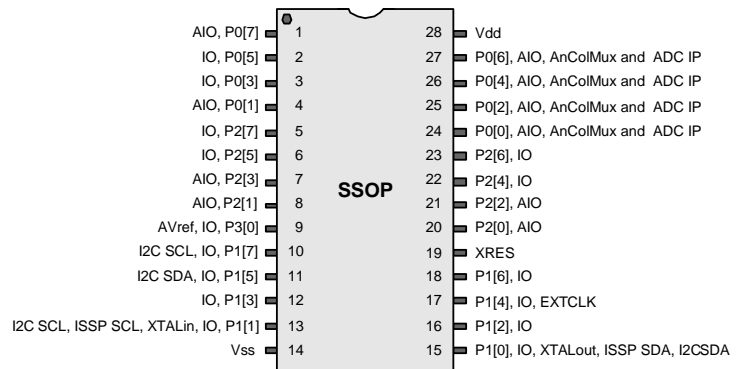 AIO, P0[7] 1 28 Vdd
IO, P0[5] 2 27 P0[6], AIO, AnColMux and ADC IP
IO, P0[3] 3 26 P0[4], AIO, AnColMux and ADC IP
AIO, P0[1] 4 25 P0[2], AIO, AnColMux and ADC IP
IO, P2[7] 5 24 P0[0], AIO, AnColMux and ADC IP
IO, P2[5] 6 23 P2[6], IO
AIO, P2[3] 7 22 P2[4], IO
SSOP
AIO, P2[1] 8 21 P2[2], AIO
AVref, IO, P3[0] 9 20 P2[0], AIO
I2C SCL, IO, P1[7] 10 19 XRES
I2C SDA, IO, P1[5] 11 18 P1[6], IO
IO, P1[3] 12 17 P1[4], IO, EXTCLK
I2C SCL, ISSP SCL, XTALin, IO, P1[1] 13 16 P1[2], IO
Vss 14 15 P1[0], IO, XTALout, ISSP SDA, I2CSDA